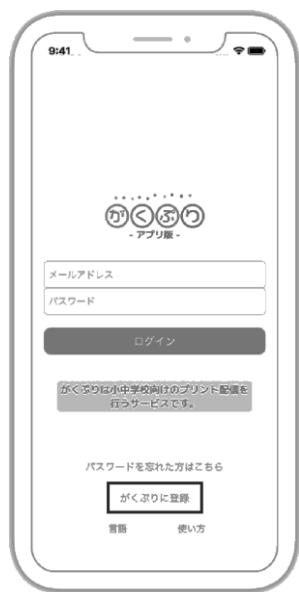 9:41
がくぷり
- アプリ版 -
メールアドレス
パスワード
ログイン
がくぷりは小中学校向けのプリント配信を
行うサービスです。
パスワードを忘れた方はこちら
がくぷりに登録
言語 使い方